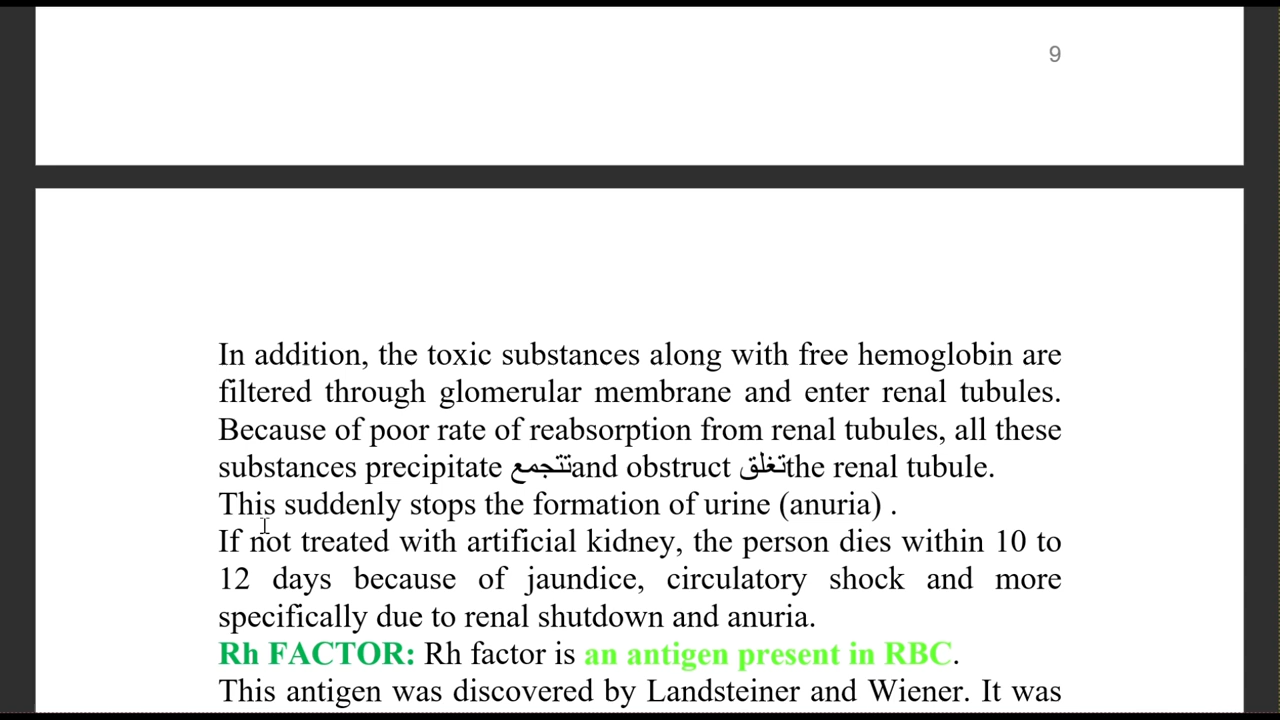 9
In addition, the toxic substances along with free hemoglobin are
filtered through glomerular membrane and enter renal tubules.
Because of poor rate of reabsorption from renal tubules, all these
substances precipitate تتجمع and obstruct تغلق the renal tubule.
This suddenly stops the formation of urine (anuria) .
If not treated with artificial kidney, the person dies within 10 to
12 days because of jaundice, circulatory shock and more
specifically due to renal shutdown and anuria.
Rh FACTOR: Rh factor is an antigen present in RBC.
This antigen was discovered by Landsteiner and Wiener. It was